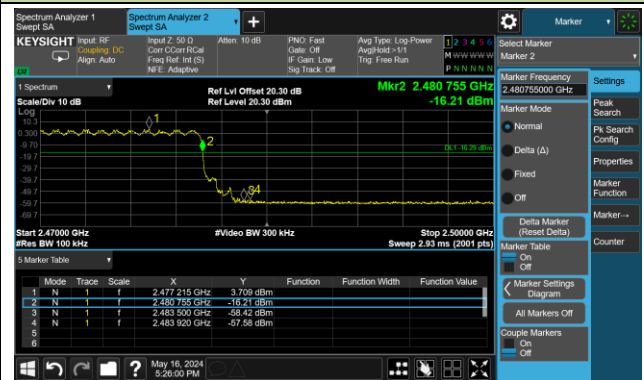 Spectrum Analyzer 1
Swept SA
Spectrum Analyzer 2
Swept SA
Marker
KEYSIGHT
Input: RF
Coupling: DC
Align: Auto
Input Z: 50 Ω
Corr CCorr RCal
Freq Ref: Int (S)
NFE: Adaptive
Atten: 10 dB
PNO: Fast
Gate: Off
IF Gain: Low
Sig Track: Off
Avg Type: Log-Power
Avg|Hold:>1/1
Trig: Free Run
1 2 3 4 5 6
M W W W W W
P N N N N N
LXI
1 Spectrum
Scale/Div 10 dB
Ref Lvl Offset 20.30 dB
Ref Level 20.30 dBm
Mkr2 2.480 755 GHz
-16.21 dBm
Log
10.3
0.300
-9.70
-19.7
-29.7
-39.7
-49.7
-59.7
-69.7
1
2
34
DL1 -16.29 dBm
Start 2.47000 GHz
#Res BW 100 kHz
#Video BW 300 kHz
Stop 2.50000 GHz
Sweep 2.93 ms (2001 pts)
5 Marker Table
Mode Trace Scale X Y Function Function Width Function Value
1 N 1 f 2.477 215 GHz 3.709 dBm
2 N 1 f 2.480 755 GHz -16.21 dBm
3 N 1 f 2.483 500 GHz -58.42 dBm
4 N 1 f 2.483 920 GHz -57.58 dBm
5
6
May 16, 2024
5:26:00 PM
Select Marker
Marker 2
Marker Frequency
2.480755000 GHz
Marker Mode
Normal
Delta (Δ)
Fixed
Off
Delta Marker
(Reset Delta)
Marker Table
On
Off
Marker Settings
Diagram
All Markers Off
Couple Markers
On
Off
Settings
Peak
Search
Pk Search
Config
Properties
Marker
Function
Marker→
Counter